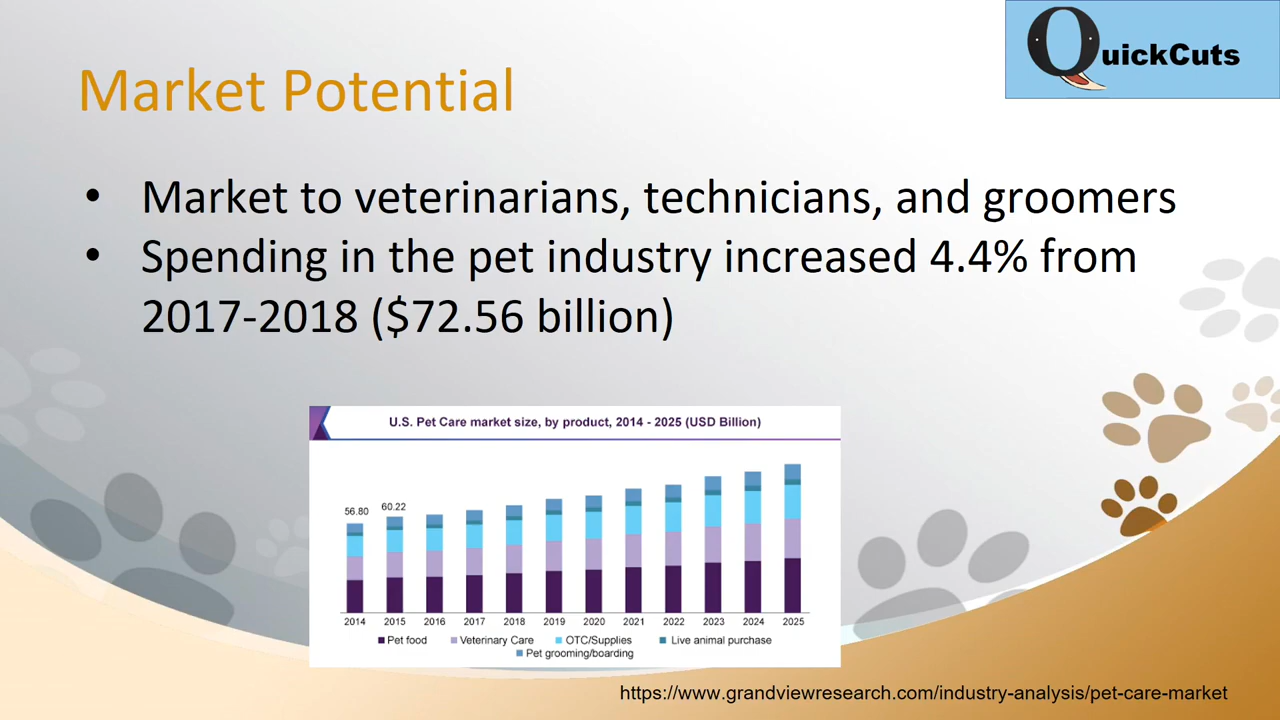 QuickCuts
Market Potential
• Market to veterinarians, technicians, and groomers
• Spending in the pet industry increased 4.4% from
2017-2018 ($72.56 billion)
U.S. Pet Care market size, by product, 2014 - 2025 (USD Billion)
56.80 60.22
2014 2015 2016 2017 2018 2019 2020 2021 2022 2023 2024 2025
Pet food Veterinary Care OTC/Supplies Live animal purchase
Pet grooming/boarding
https://www.grandviewresearch.com/industry-analysis/pet-care-market